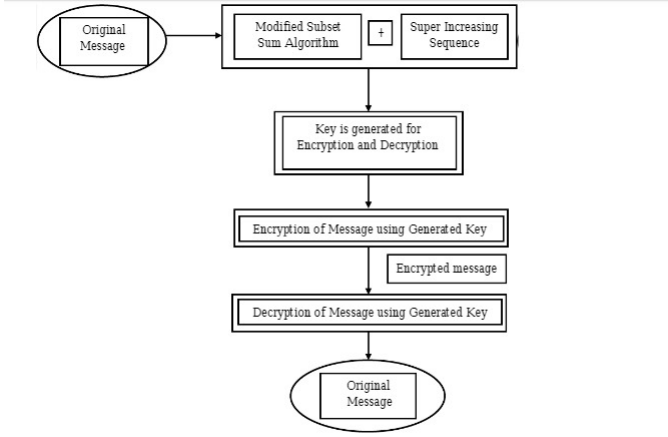 Original
Message
Modified Subset
Sum Algorithm
+
Super Increasing
Sequence
Key is generated for
Encryption and Decryption
Encryption of Message using Generated Key
Encrypted message
Decryption of Message using Generated Key
Original
Message